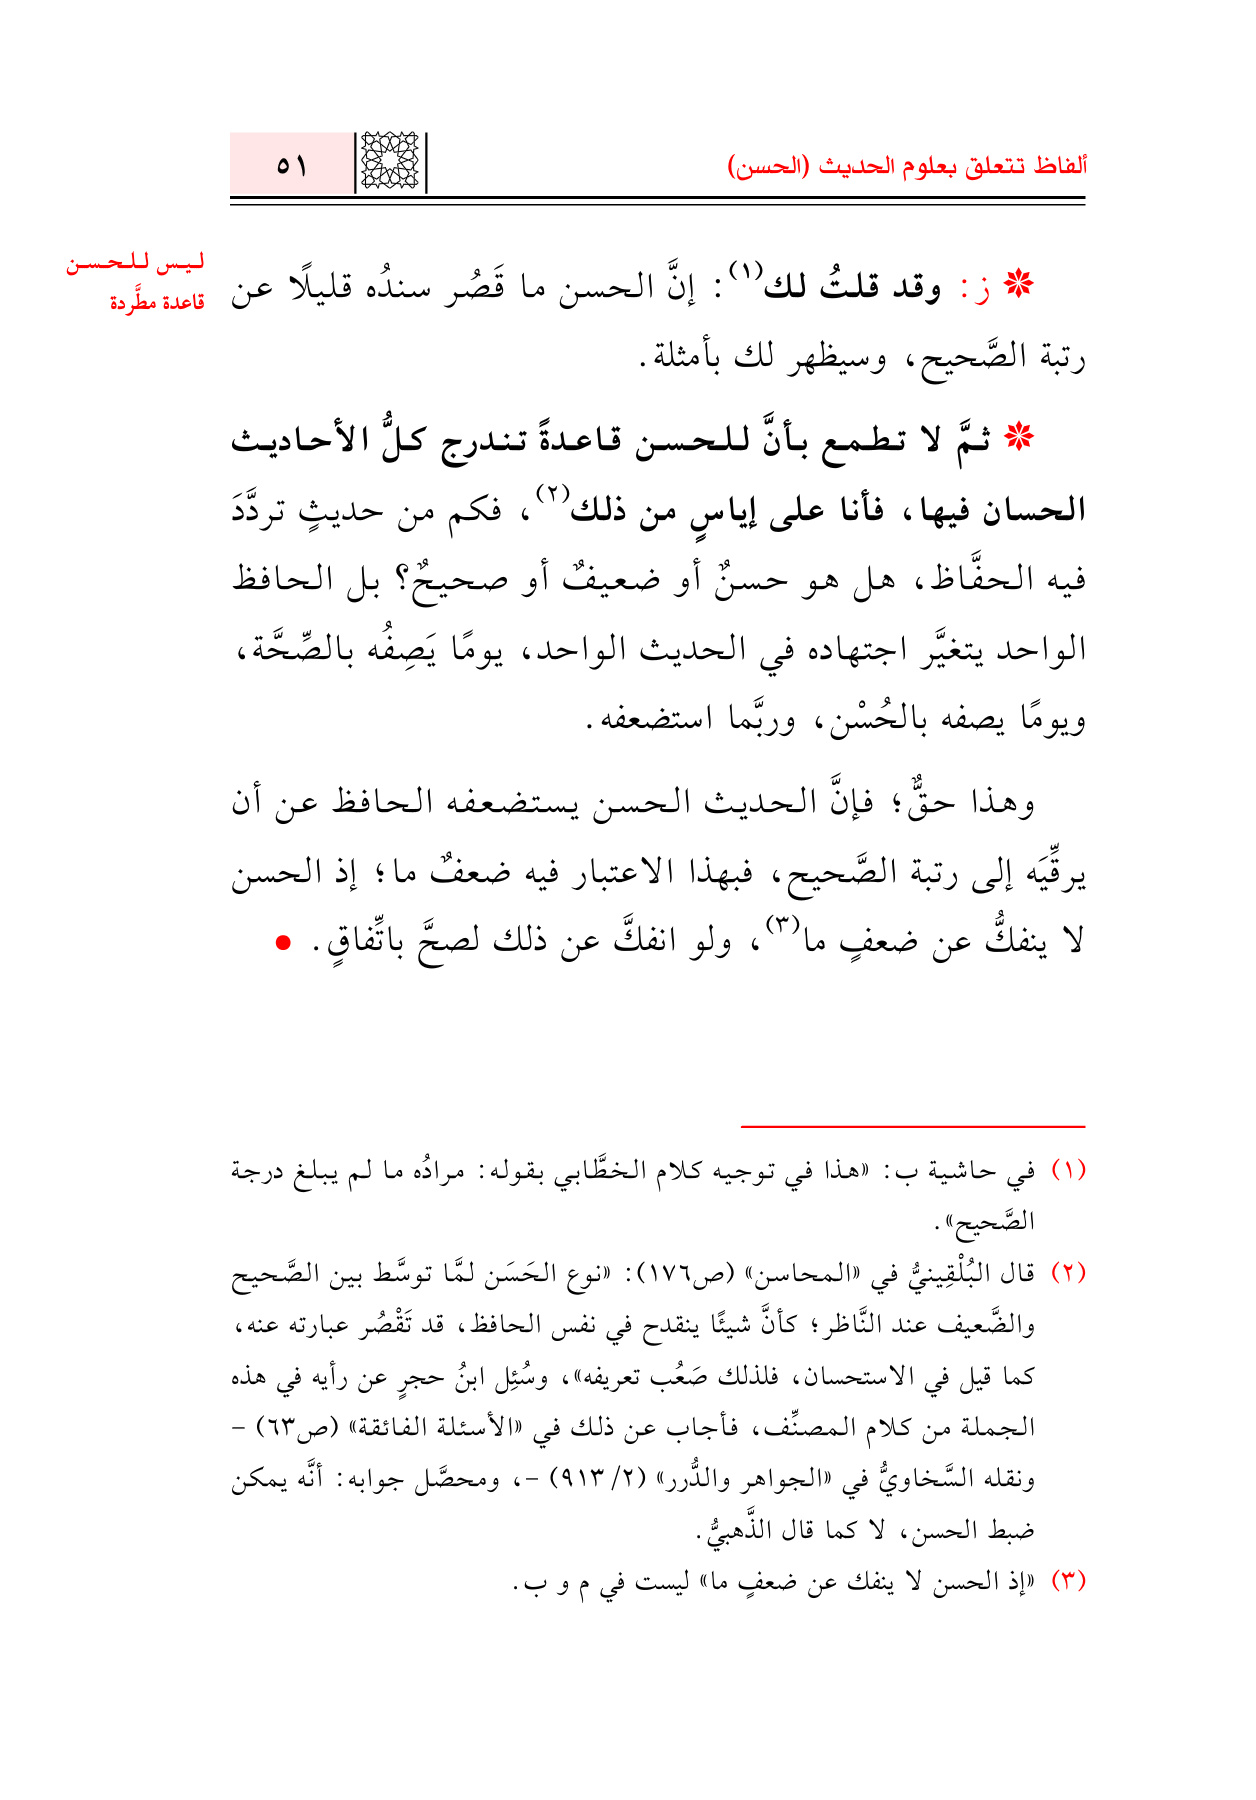 ألفاظ تتعلق بعلوم الحديث (الحسن)
٥١
ليس للحسن
قاعدة مطَّردة
ز: وقد قلتُ لك(١): إنَّ الحسن ما قَصُر سندُه قليلًا عن
رتبة الصَّحيح، وسيظهر لك بأمثلة.
ثمَّ لا تطمع بأنَّ للحسن قاعدةً تندرج كلُّ الأحاديث
الحسان فيها، فأنا على إياسٍ من ذلك(٢)، فكم من حديثٍ تردَّدَ
فيه الحفَّاظ، هل هو حسنٌ أو ضعيفٌ أو صحيحٌ؟ بل الحافظ
الواحد يتغيَّر اجتهاده في الحديث الواحد، يومًا يَصِفُه بالصِّحَّة،
ويومًا يصفه بالحُسْن، وربَّما استضعفه.
وهذا حقٌّ؛ فإنَّ الحديث الحسن يستضعفه الحافظ عن أن
يرقِّيَه إلى رتبة الصَّحيح، فبهذا الاعتبار فيه ضعفٌ ما؛ إذ الحسن
لا ينفكُّ عن ضعفٍ ما(٣)، ولو انفكَّ عن ذلك لصحَّ باتِّفاقٍ. •
(١) في حاشية ب: «هذا في توجيه كلام الخطَّابي بقوله: مرادُه ما لم يبلغ درجة
الصَّحيح».
(٢) قال البُلْقِينيُّ في «المحاسن» (ص١٧٦): «نوع الحَسَن لمَّا توسَّط بين الصَّحيح
والضَّعيف عند النَّاظر؛ كأنَّ شيئًا ينقدح في نفس الحافظ، قد تَقْصُر عبارته عنه،
كما قيل في الاستحسان، فلذلك صَعُب تعريفه»، وسُئِل ابنُ حجرٍ عن رأيه في هذه
الجملة من كلام المصنِّف، فأجاب عن ذلك في «الأسئلة الفائقة» (ص٦٣) -
ونقله السَّخاويُّ في «الجواهر والدُّرر» (٢/ ٩١٣) -، ومحصَّل جوابه: أنَّه يمكن
ضبط الحسن، لا كما قال الذَّهبيُّ.
(٣) «إذ الحسن لا ينفك عن ضعفٍ ما» ليست في م و ب.